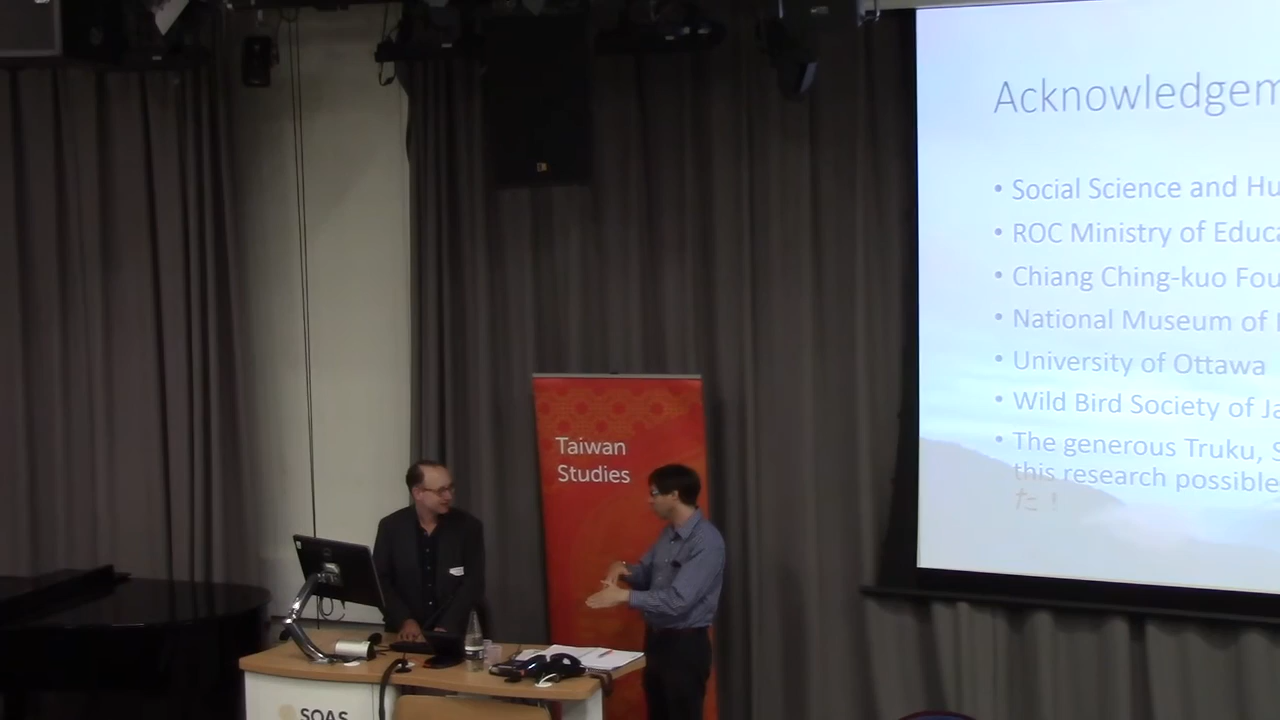 Acknowledgem
• Social Science and Hu
• ROC Ministry of Educa
• Chiang Ching-kuo Fou
• National Museum of
• University of Ottawa
• Wild Bird Society of Ja
• The generous Truku, S
this research possible
た！
Taiwan
Studies
SOAS